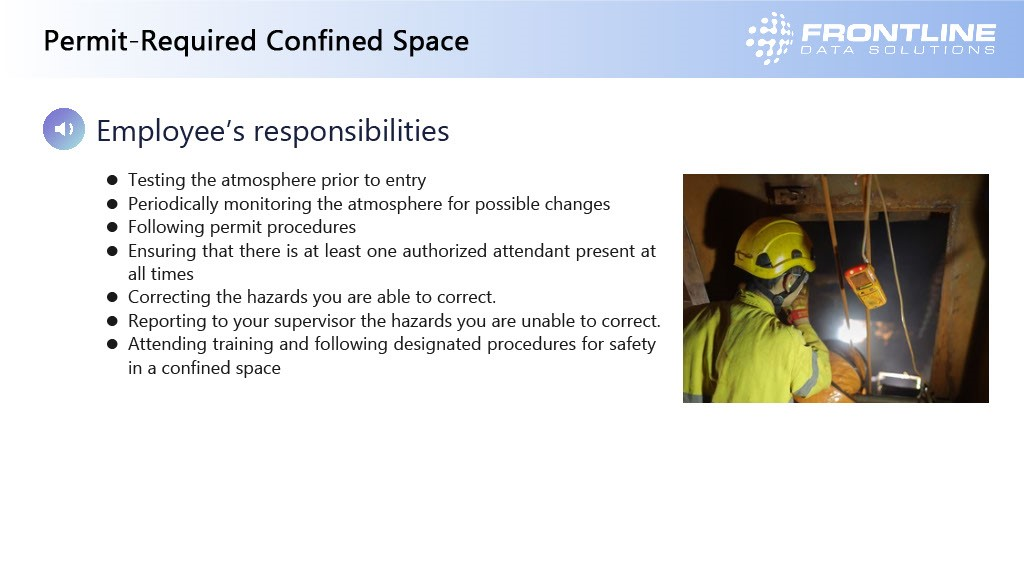 Permit-Required Confined Space
FRONTLINE
DATA SOLUTIONS
Employee’s responsibilities
● Testing the atmosphere prior to entry
● Periodically monitoring the atmosphere for possible changes
● Following permit procedures
● Ensuring that there is at least one authorized attendant present at
all times
● Correcting the hazards you are able to correct.
● Reporting to your supervisor the hazards you are unable to correct.
● Attending training and following designated procedures for safety
in a confined space